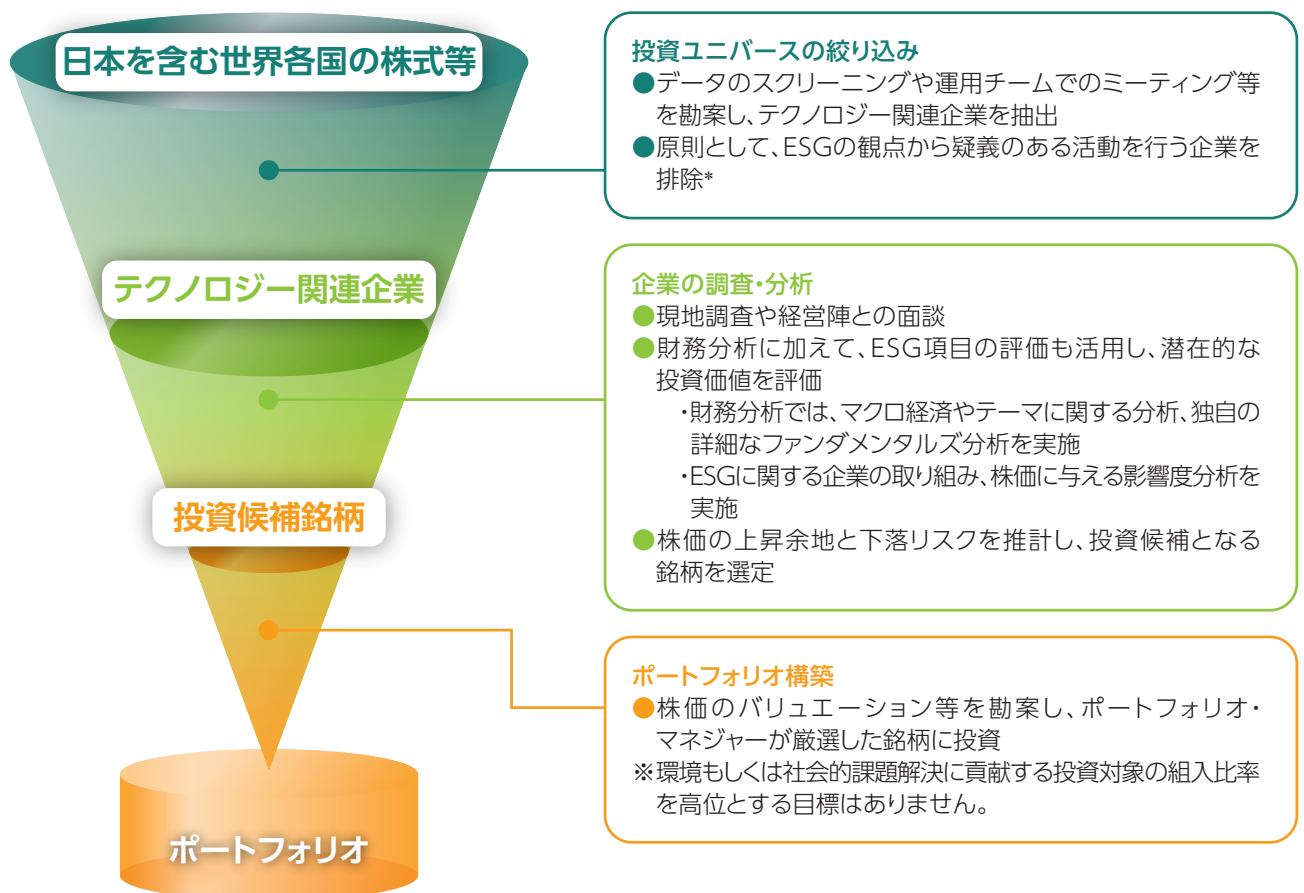 日本を含む世界各国の株式等
テクノロジー関連企業
投資候補銘柄
ポートフォリオ
投資ユニバースの絞り込み
●データのスクリーニングや運用チームでのミーティング等
を勘案し、テクノロジー関連企業を抽出
●原則として、ESGの観点から疑義のある活動を行う企業を
排除*
企業の調査・分析
●現地調査や経営陣との面談
●財務分析に加えて、ESG項目の評価も活用し、潜在的な
投資価値を評価
・財務分析では、マクロ経済やテーマに関する分析、独自の
詳細なファンダメンタルズ分析を実施
・ESGに関する企業の取り組み、株価に与える影響度分析を
実施
●株価の上昇余地と下落リスクを推計し、投資候補となる
銘柄を選定
ポートフォリオ構築
●株価のバリュエーション等を勘案し、ポートフォリオ・
マネジャーが厳選した銘柄に投資
※環境もしくは社会的課題解決に貢献する投資対象の組入比率
を高位とする目標はありません。